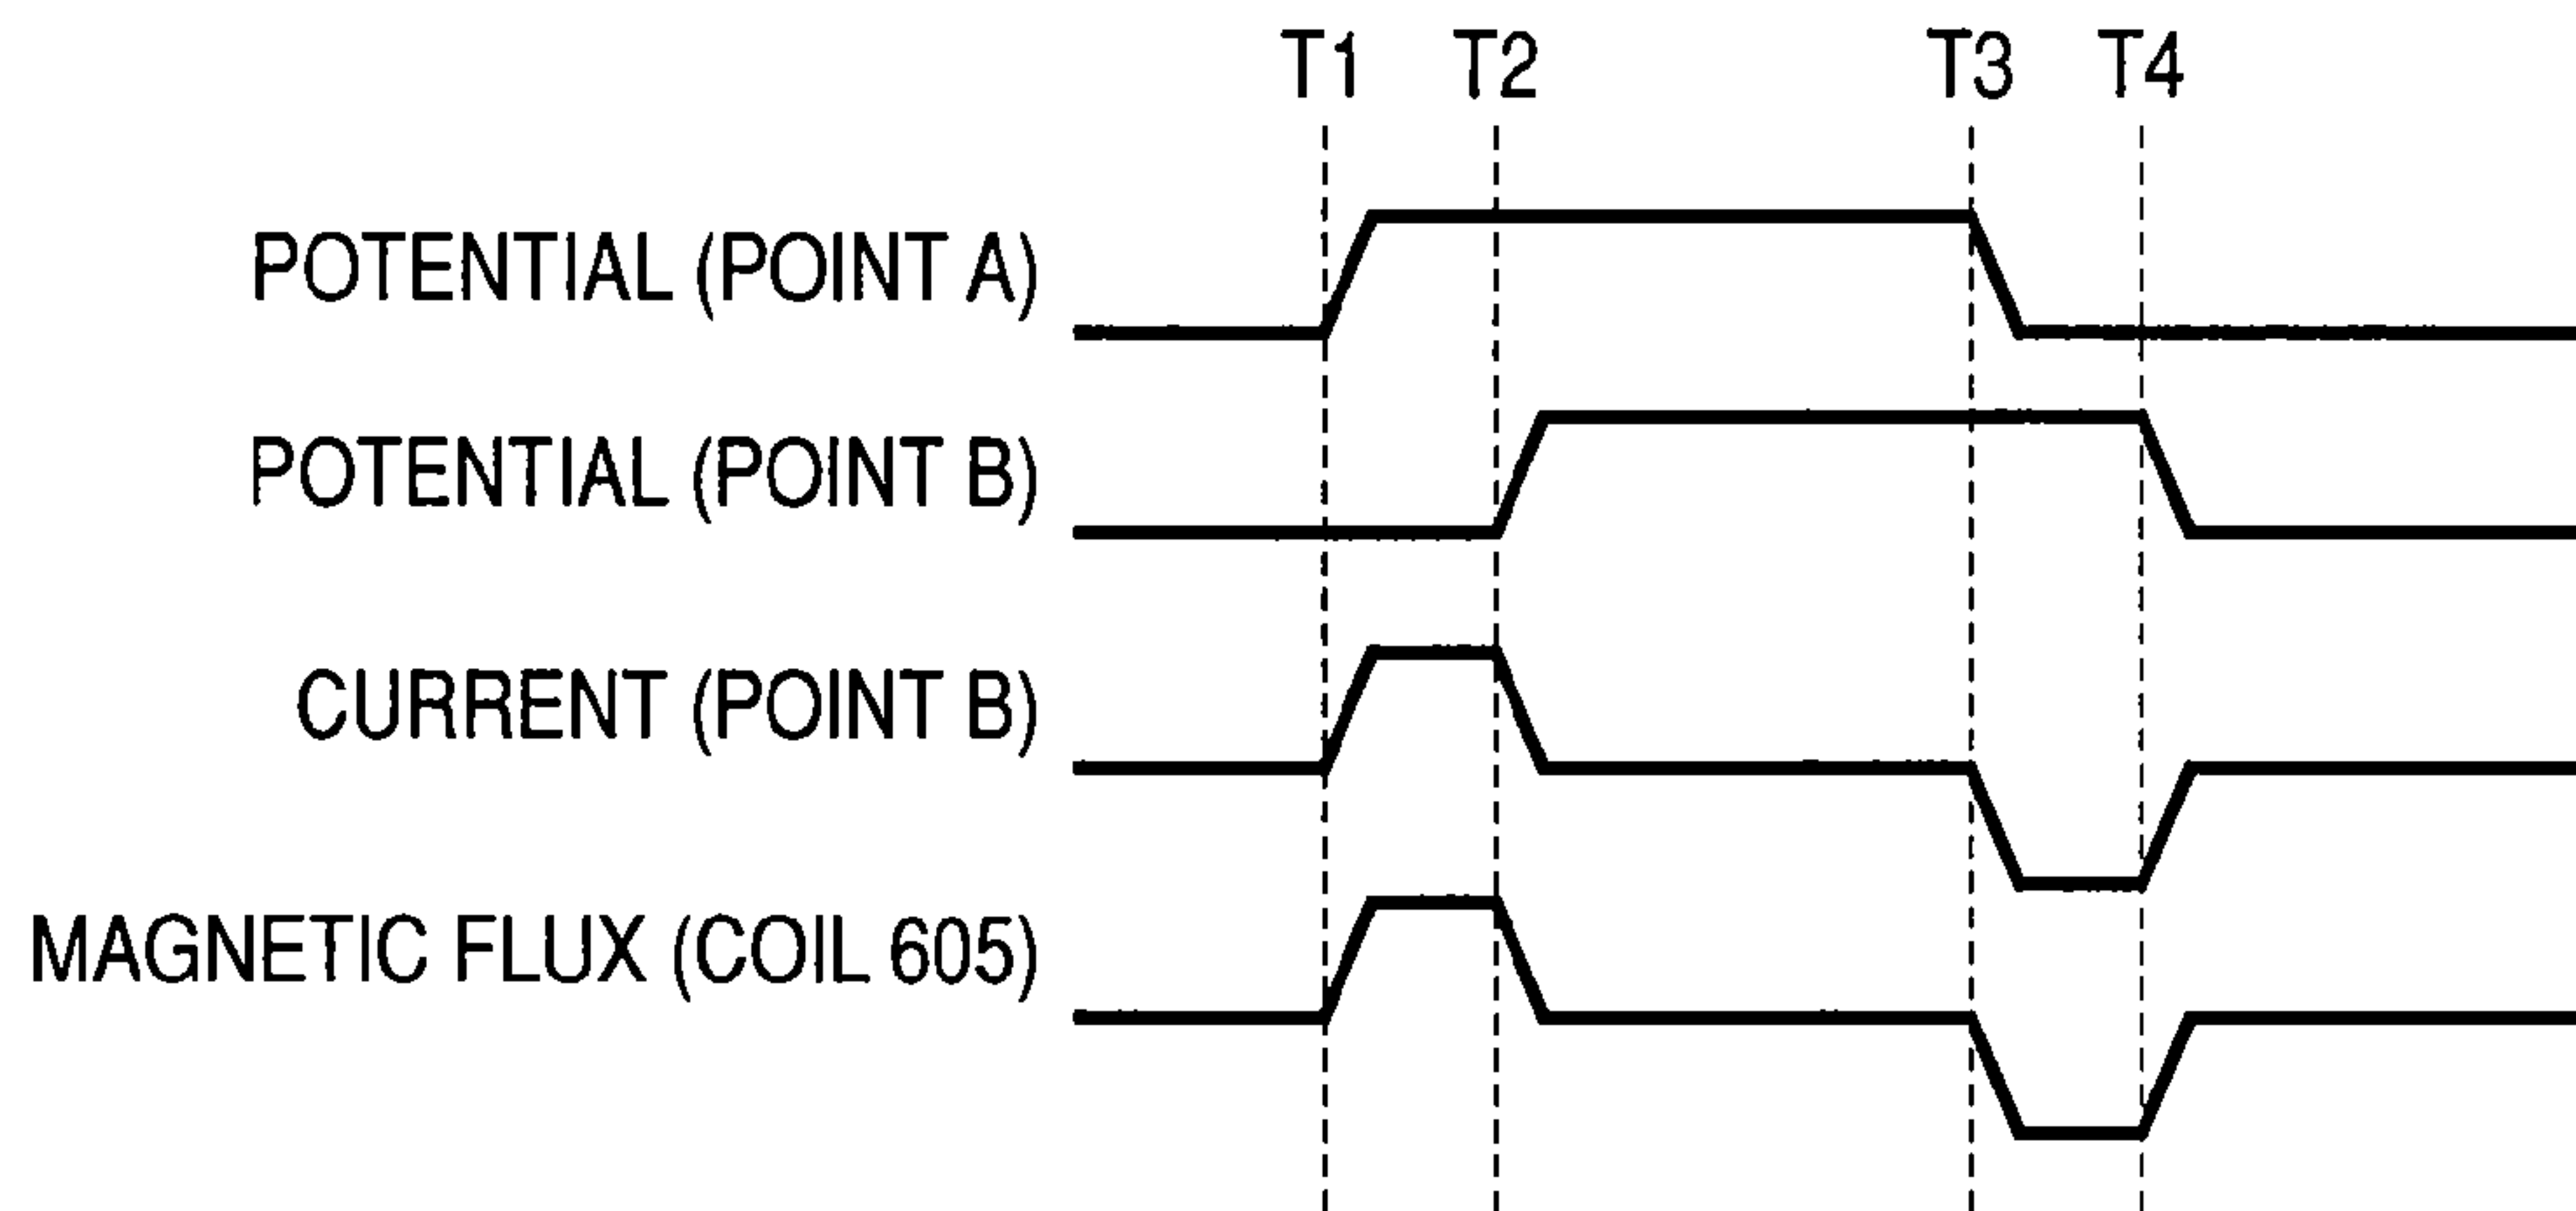 T1 T2 T3 T4
POTENTIAL (POINT A)
POTENTIAL (POINT B)
CURRENT (POINT B)
MAGNETIC FLUX (COIL 605)